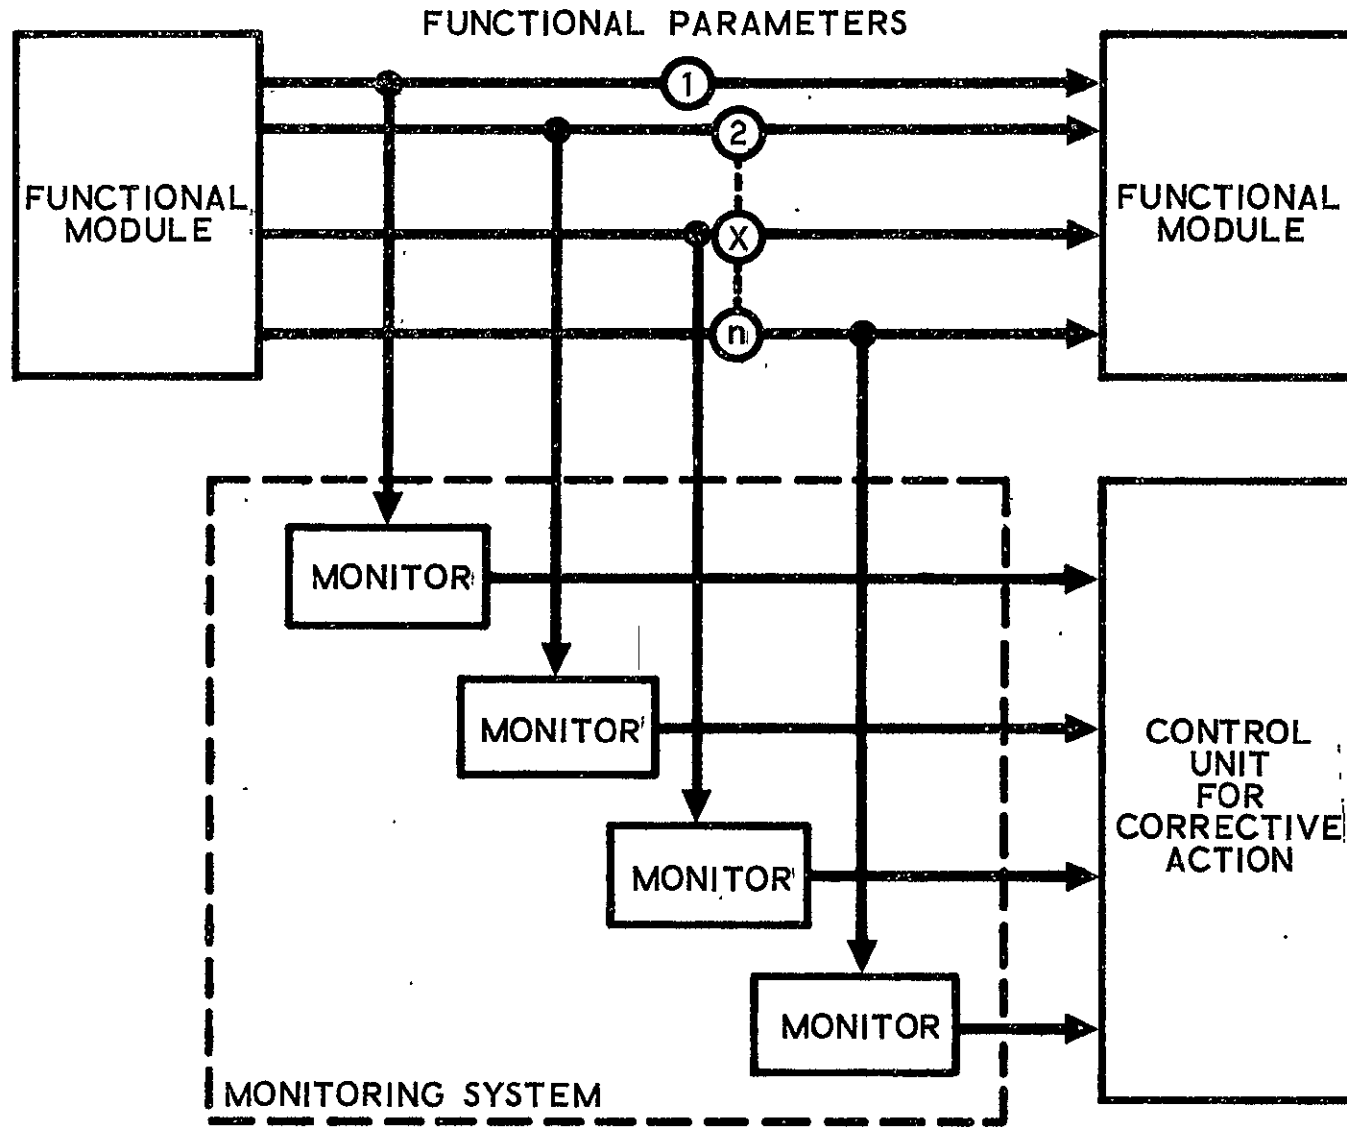 FUNCTIONAL PARAMETERS
1
2
X
n
FUNCTIONAL
MODULE
FUNCTIONAL
MODULE
MONITOR
MONITOR
MONITOR
MONITOR
CONTROL
UNIT
FOR
CORRECTIVE
ACTION
MONITORING SYSTEM